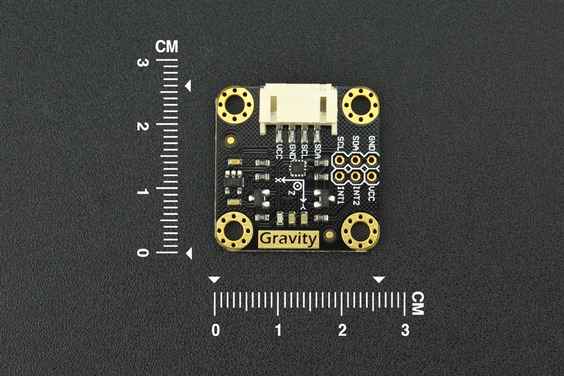 CM
3
2
1
0
VCC
GND
SCL
SDA
SCL
SDA
GND
INT1
INT2
VCC
X
Z
Y
Gravity
0 1 2 3
CM